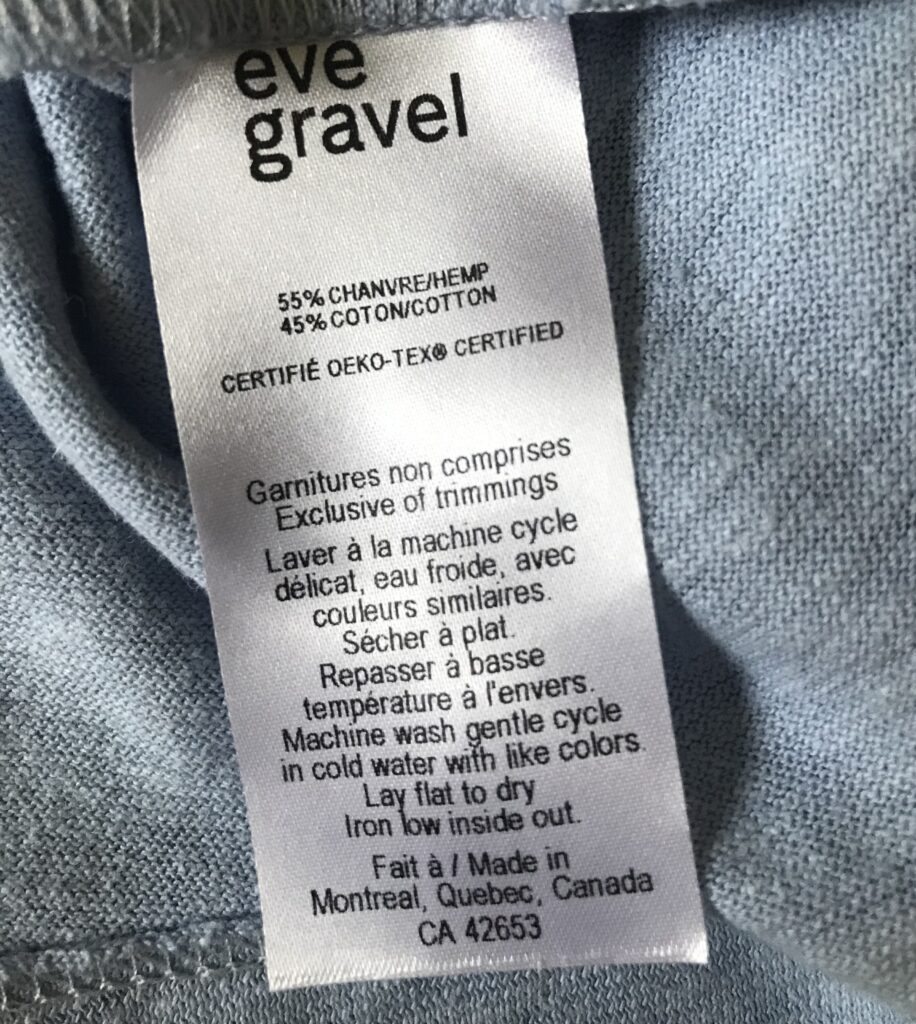 eve
gravel
55% CHANVRE/HEMP
45% COTON/COTTON
CERTIFIÉ OEKO-TEX® CERTIFIED
Garnitures non comprises
Exclusive of trimmings
Laver à la machine cycle
délicat, eau froide, avec
couleurs similaires.
Sécher à plat.
Repasser à basse
température à l'envers.
Machine wash gentle cycle
in cold water with like colors.
Lay flat to dry
Iron low inside out.
Fait à / Made in
Montreal, Quebec, Canada
CA 42653